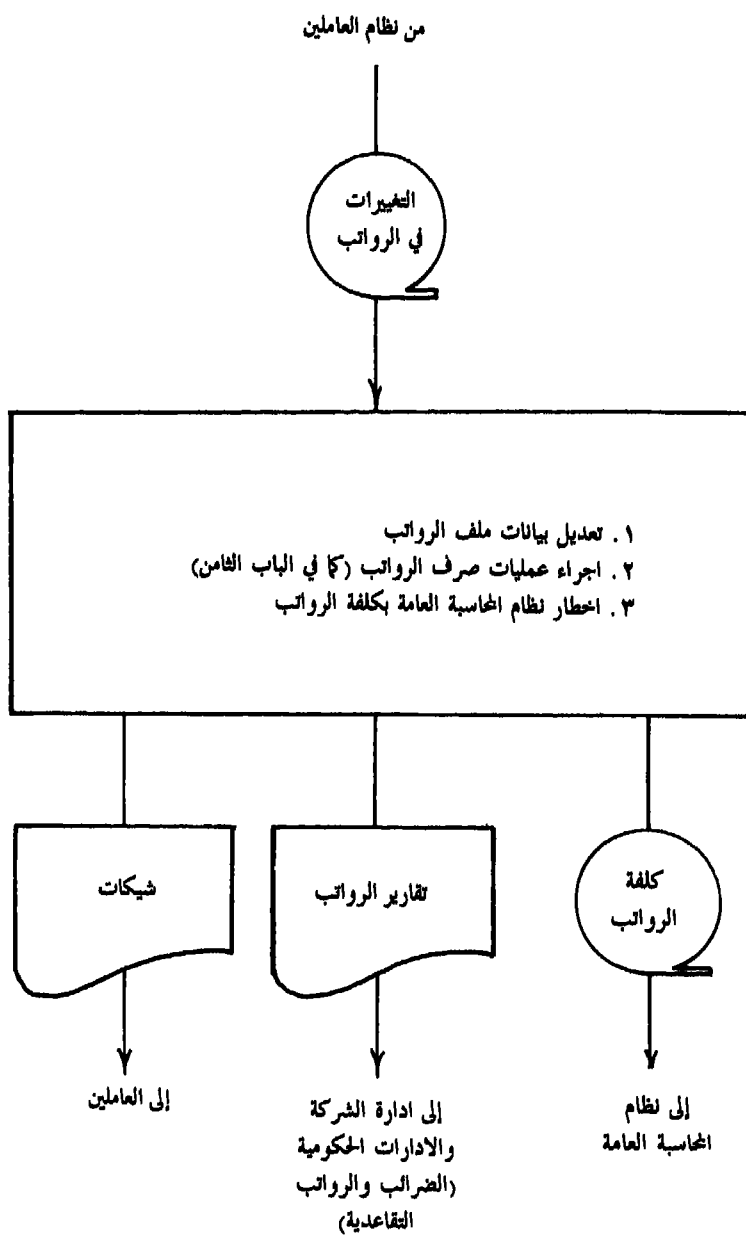 من نظام العاملين
التغييرات
في الرواتب
١. تعديل بيانات ملف الرواتب
٢. اجراء عمليات صرف الرواتب (كما في الباب الثامن)
٣. اخطار نظام المحاسبة العامة بكلفة الرواتب
كلفة
الرواتب
تقارير الرواتب
شيكات
إلى نظام
المحاسبة العامة
إلى ادارة الشركة
والادارات الحكومية
(الضرائب والرواتب
التقاعدية)
إلى العاملين